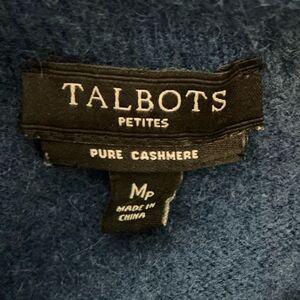 TALBOTS
PETITES
PURE CASHMERE
MP
MADE IN
CHINA